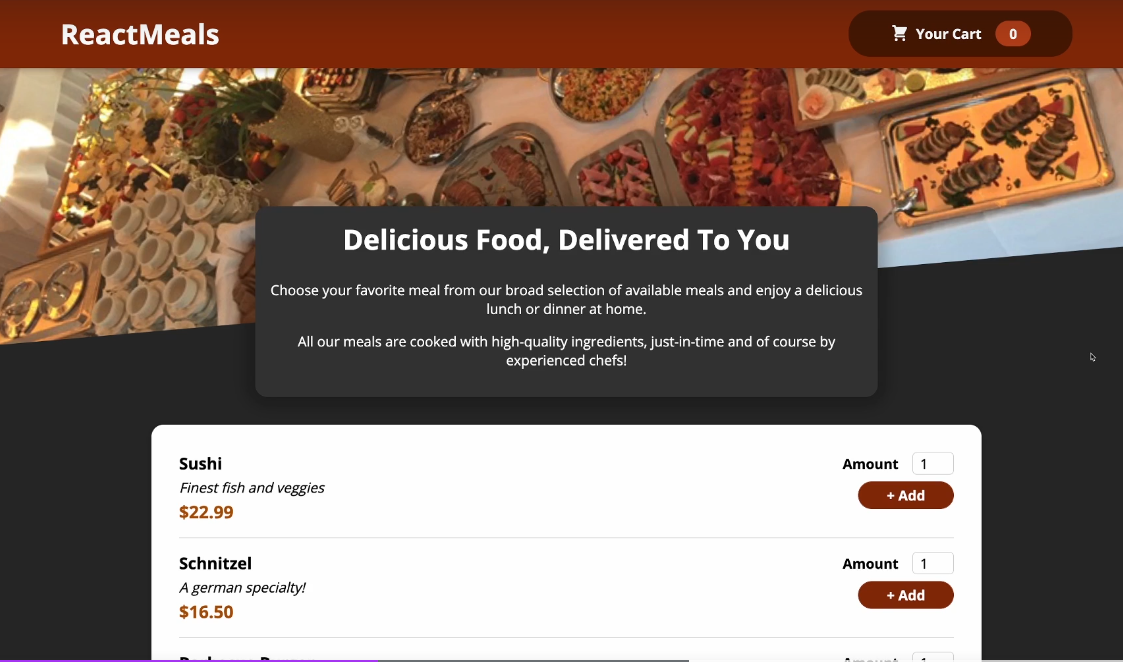 ReactMeals
Your Cart 0
Delicious Food, Delivered To You
Choose your favorite meal from our broad selection of available meals and enjoy a delicious
lunch or dinner at home.
All our meals are cooked with high-quality ingredients, just-in-time and of course by
experienced chefs!
Sushi
Amount 1
Finest fish and veggies
+ Add
$22.99
Schnitzel
Amount 1
A german specialty!
+ Add
$16.50
Amount